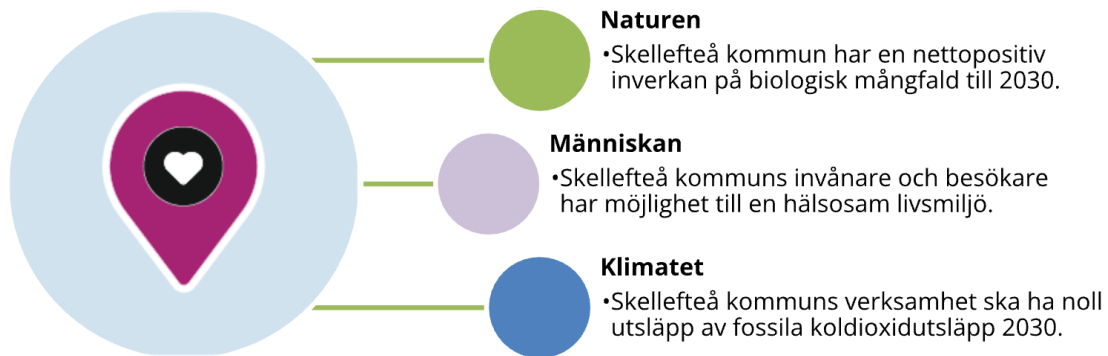 Naturen
•Skellefteå kommun har en nettopositiv
inverkan på biologisk mångfald till 2030.
Människan
•Skellefteå kommuns invånare och besökare
har möjlighet till en hälsosam livsmiljö.
Klimatet
•Skellefteå kommuns verksamhet ska ha noll
utsläpp av fossila koldioxidutsläpp 2030.